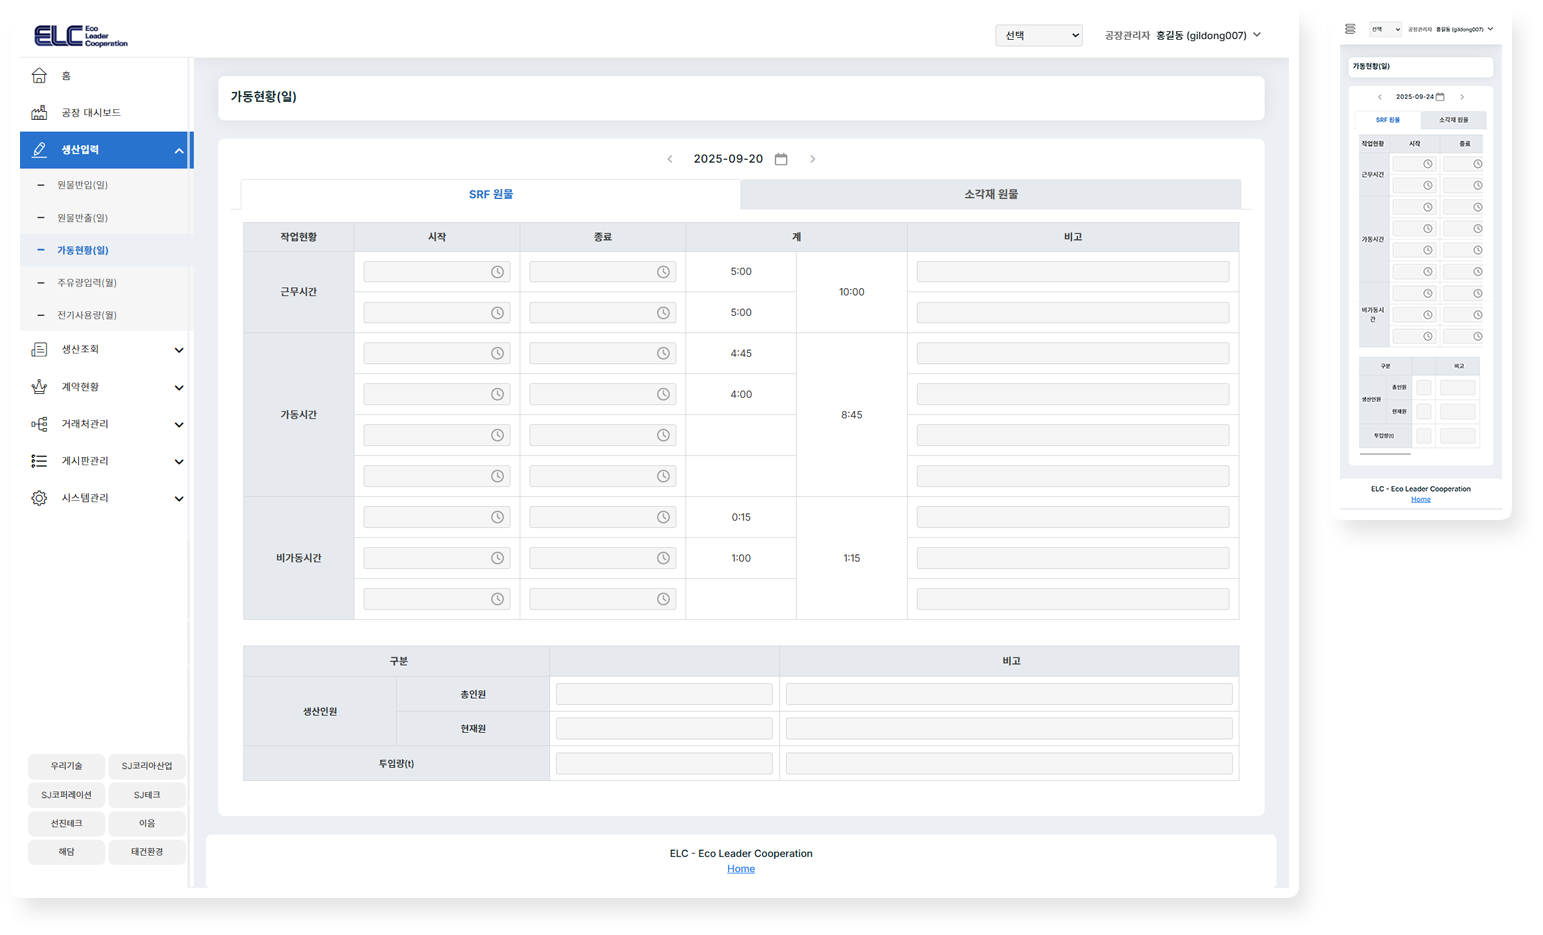 ELC Eco Leader Cooperation
선택
공장관리자 홍길동 (gildong007)
홈
공장 대시보드
생산입력
원물반입(일)
원물반출(일)
가동현황(일)
주유량입력(월)
전기사용량(월)
생산조회
계약현황
거래처관리
게시판관리
시스템관리
우리기술 SJ코리아산업
SJ코퍼레이션 SJ테크
선진테크 이음
해담 태건환경
가동현황(일)
2025-09-20
SRF 원물 소각재 원물
작업현황 시작 종료 계 비고
근무시간 5:00 10:00
5:00
가동시간 4:45 8:45
4:00
비가동시간 0:15 1:15
1:00
구분 비고
생산인원 총인원
현재원
투입량(t)
ELC - Eco Leader Cooperation
Home
선택 공장관리자 홍길동 (gildong007)
가동현황(일)
2025-09-24
SRF 원물 소각재 원물
작업현황 시작 종료
근무시간
가동시간
비가동시
간
구분 비고
생산인원 총인원
현재원
투입량(t)
ELC - Eco Leader Cooperation
Home